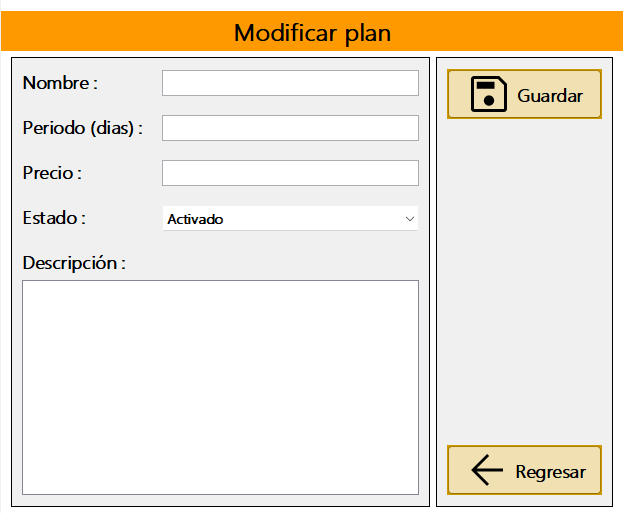 Modificar plan
Nombre :
Guardar
Periodo (dias) :
Precio :
Estado :
Activado
Descripción :
Regresar